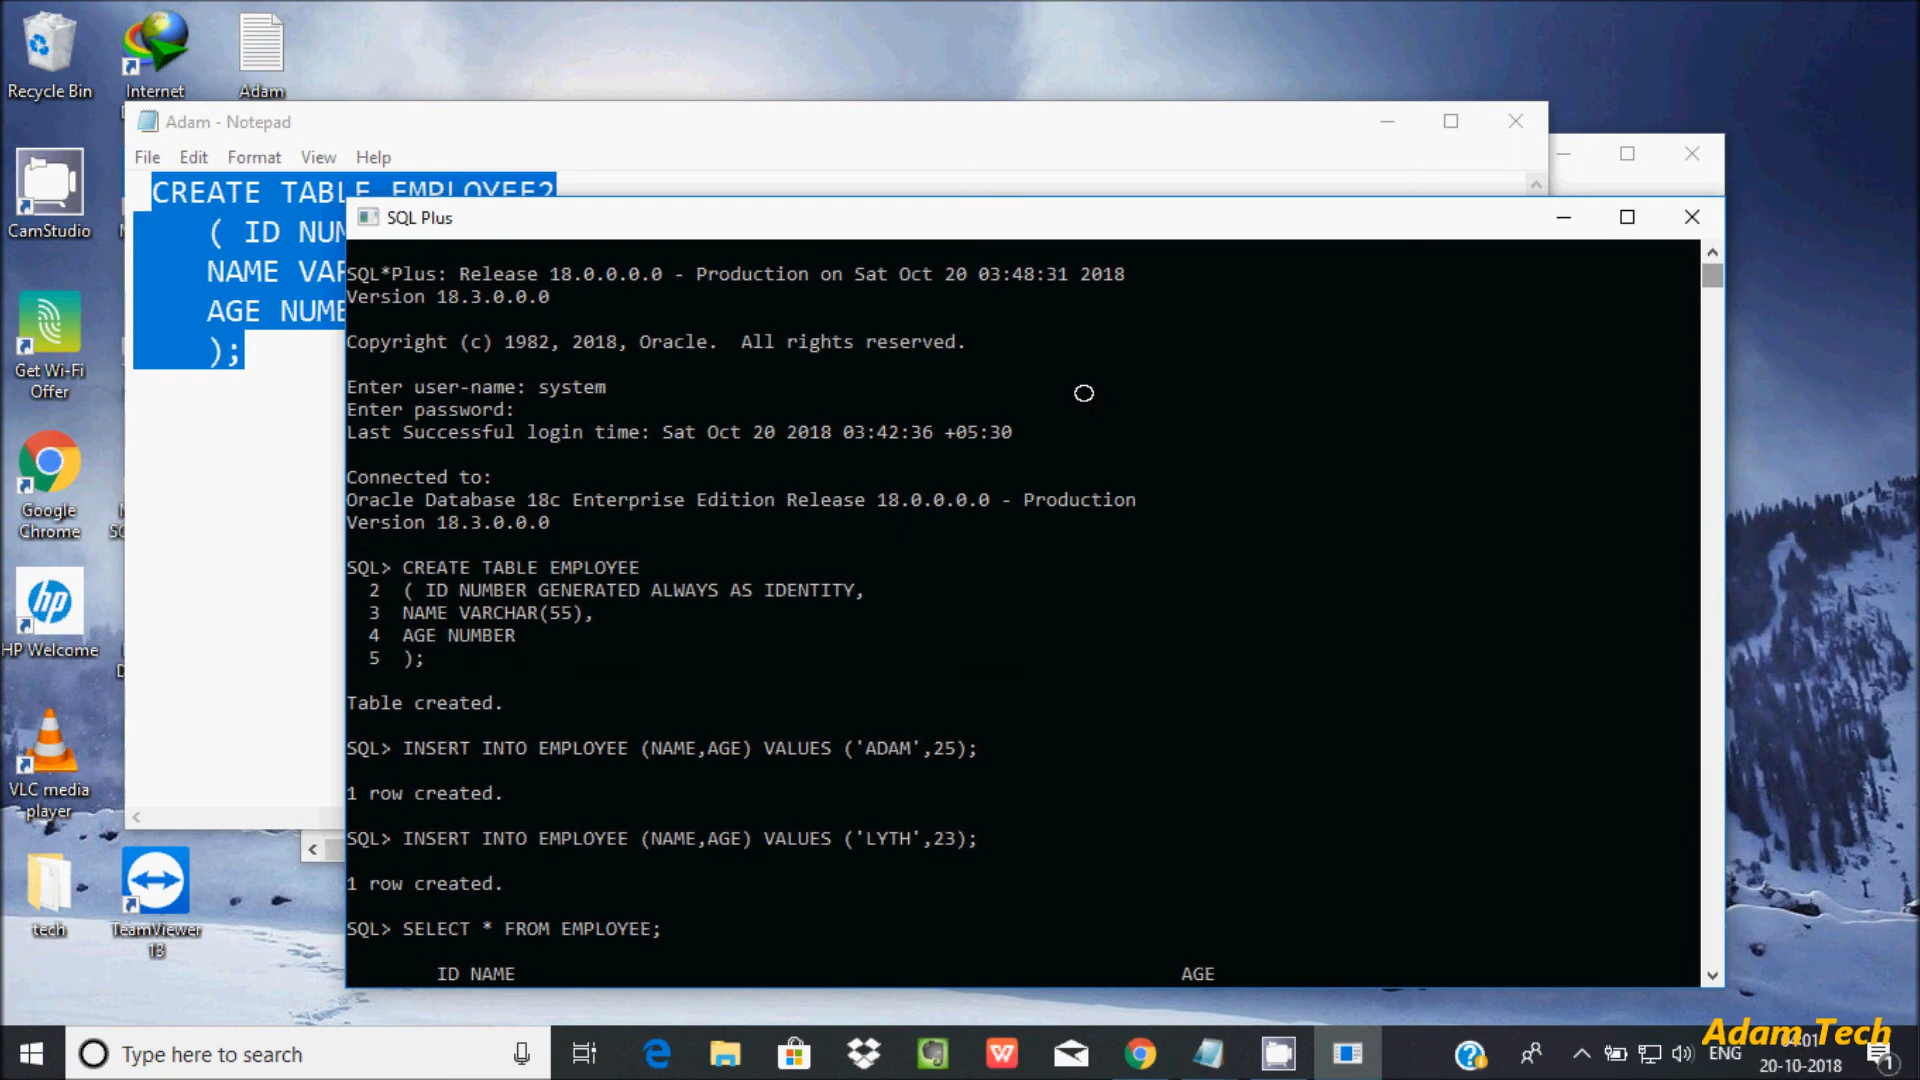 Recycle Bin
Internet
Adam
Adam - Notepad
File Edit Format View Help
CREATE TABLE EMPLOYEE2
( ID NUM
NAME VAR
AGE NUMB
);
CamStudio
Get Wi-Fi
Offer
Google
Chrome
HP Welcome
VLC media
player
tech
TeamViewer
13
SQL Plus
SQL*Plus: Release 18.0.0.0.0 - Production on Sat Oct 20 03:48:31 2018
Version 18.3.0.0.0
Copyright (c) 1982, 2018, Oracle.  All rights reserved.
Enter user-name: system
Enter password:
Last Successful login time: Sat Oct 20 2018 03:42:36 +05:30
Connected to:
Oracle Database 18c Enterprise Edition Release 18.0.0.0.0 - Production
Version 18.3.0.0.0
SQL> CREATE TABLE EMPLOYEE
2  ( ID NUMBER GENERATED ALWAYS AS IDENTITY,
3  NAME VARCHAR(55),
4  AGE NUMBER
5  );
Table created.
SQL> INSERT INTO EMPLOYEE (NAME,AGE) VALUES ('ADAM',25);
1 row created.
SQL> INSERT INTO EMPLOYEE (NAME,AGE) VALUES ('LYTH',23);
1 row created.
SQL> SELECT * FROM EMPLOYEE;
ID NAME AGE
Type here to search
ENG
04:01
20-10-2018
1
Adam Tech